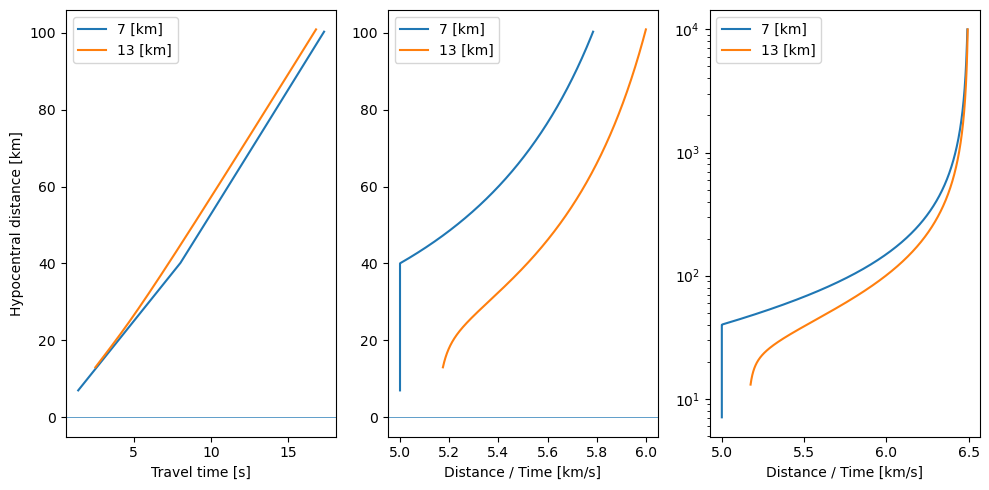 Hypocentral distance [km]
7 [km]
13 [km]
100
80
60
40
20
0
5
10
15
Travel time [s]
7 [km]
13 [km]
100
80
60
40
20
0
5.0
5.2
5.4
5.6
5.8
6.0
Distance / Time [km/s]
7 [km]
13 [km]
10⁴
10³
10²
10¹
5.0
5.5
6.0
6.5
Distance / Time [km/s]